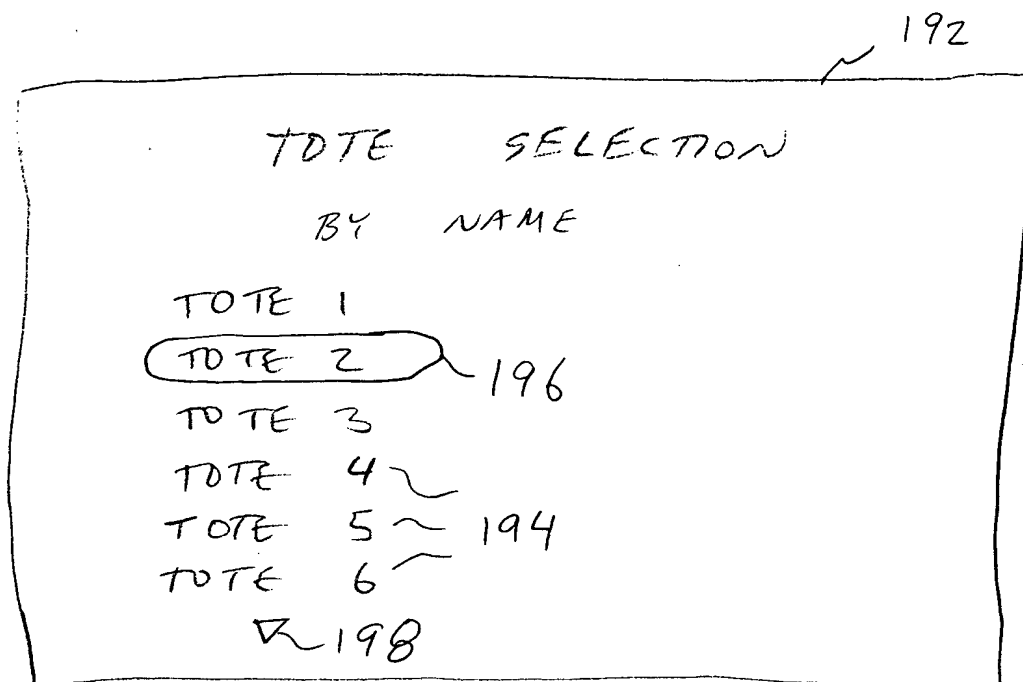 192
TOTE SELECTION
BY NAME
TOTE 1
TOTE 2
196
TOTE 3
TOTE 4
TOTE 5
194
TOTE 6
198